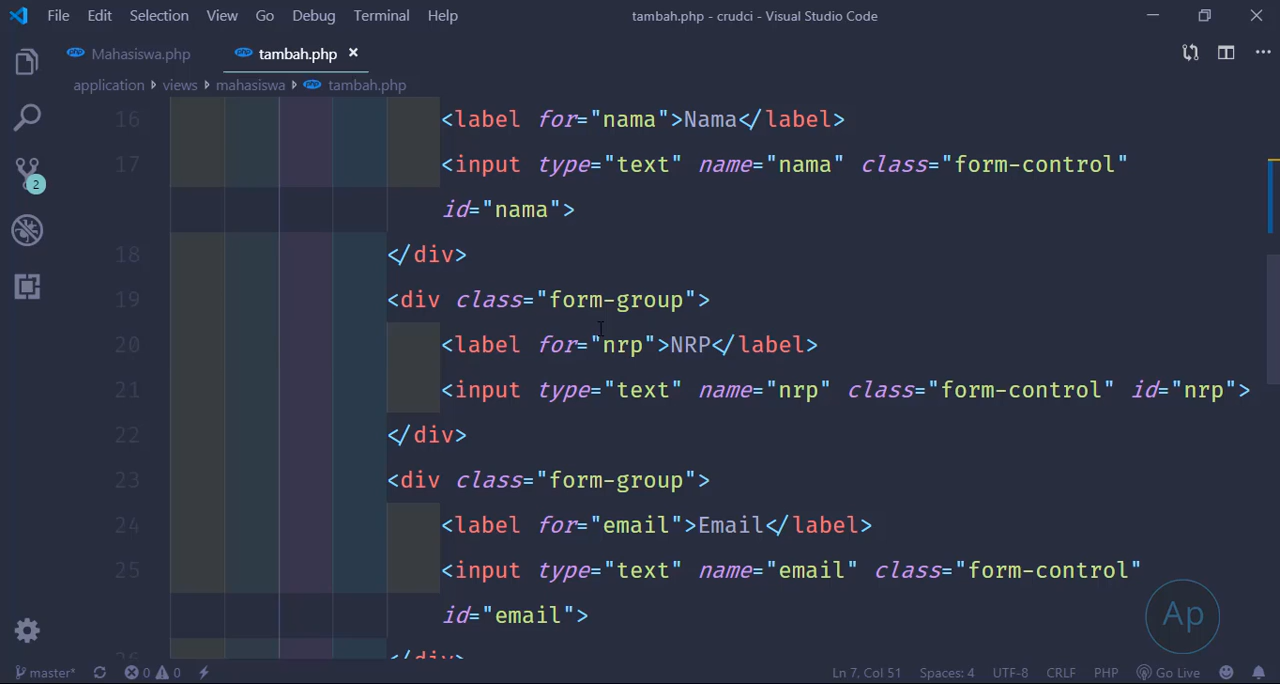 File Edit Selection View Go Debug Terminal Help tambah.php - crudci - Visual Studio Code
php Mahasiswa.php php tambah.php
application views mahasiswa php tambah.php
16 <label for="nama">Nama</label>
17 <input type="text" name="nama" class="form-control"
id="nama">
18 </div>
19 <div class="form-group">
20 <label for="nrp">NRP</label>
21 <input type="text" name="nrp" class="form-control" id="nrp">
22 </div>
23 <div class="form-group">
24 <label for="email">Email</label>
25 <input type="text" name="email" class="form-control"
id="email">
26 </div>
2
Ap
master* 0 0 Ln 7, Col 51 Spaces: 4 UTF-8 CRLF PHP Go Live